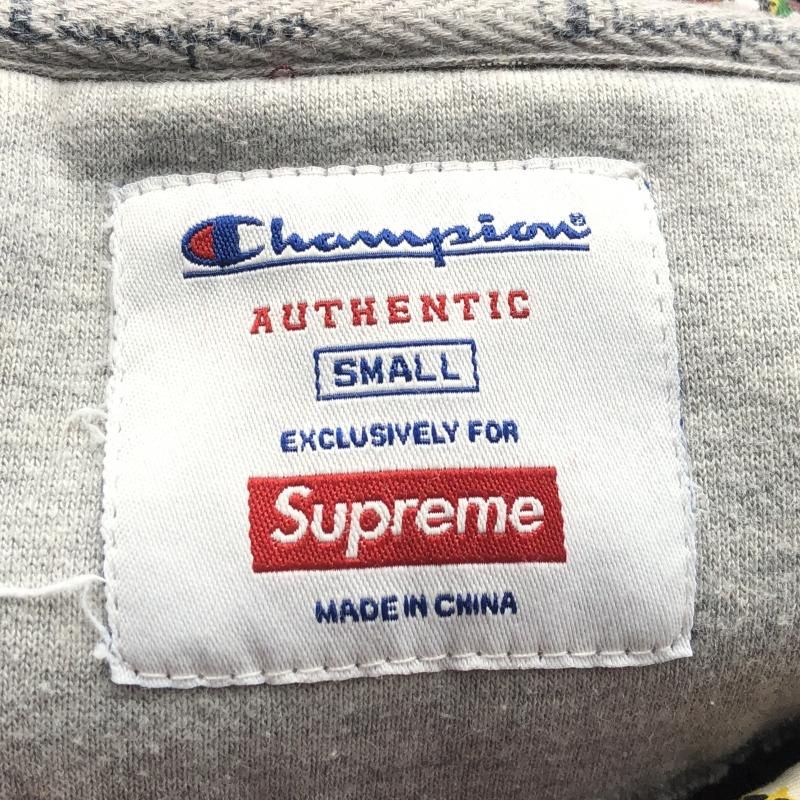 Champion®
AUTHENTIC
SMALL
EXCLUSIVELY FOR
Supreme
MADE IN CHINA